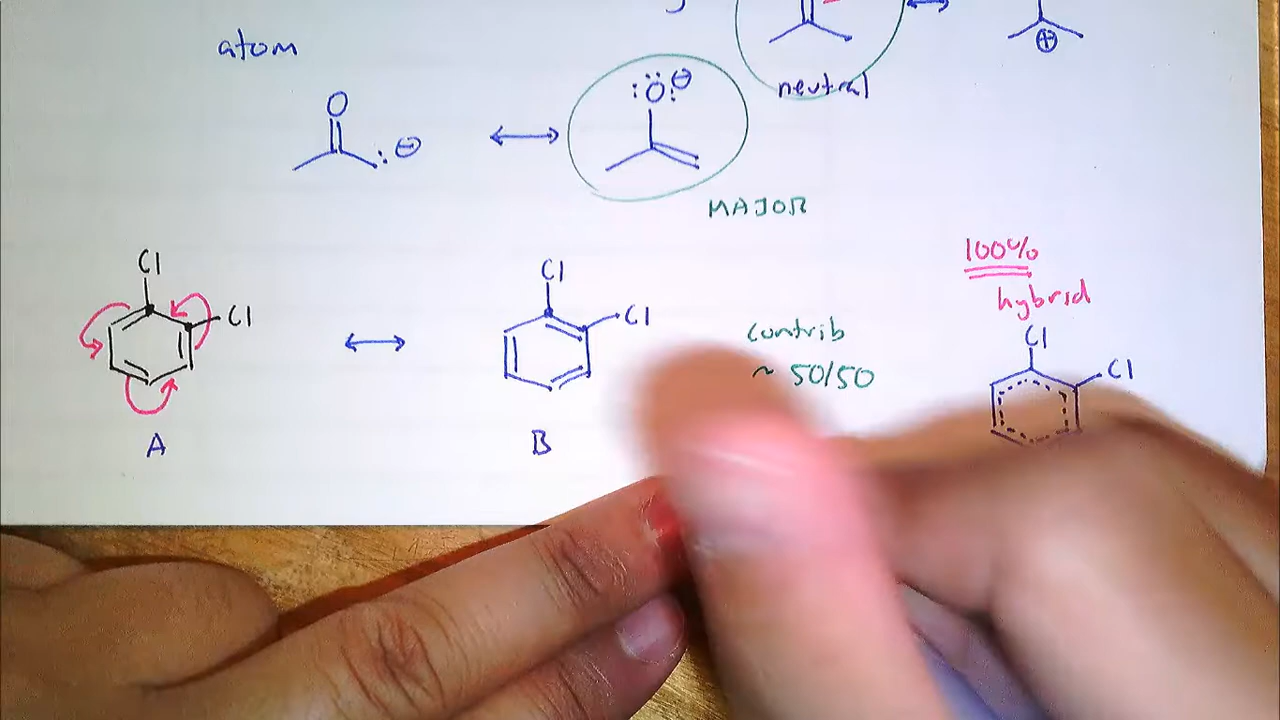 ⊕
neutral
atom
O
:⊖
:Ö:⊖
MAJOR
Cl
Cl
A
Cl
Cl
B
contrib
~ 50/50
100%
hybrid
Cl
Cl